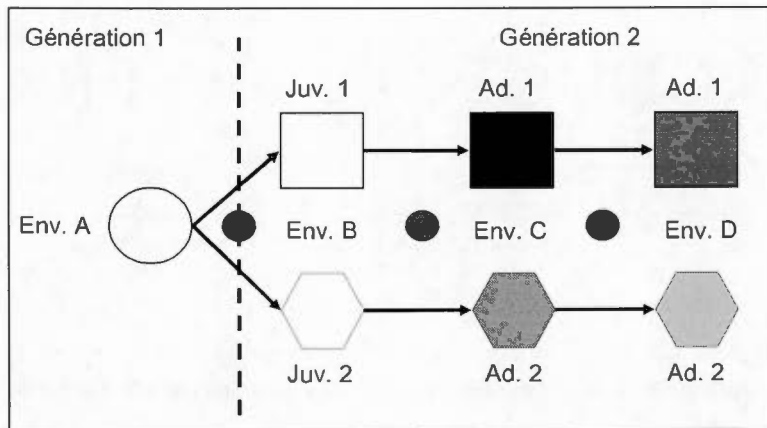 Génération 1 Génération 2
Juv. 1 Ad. 1 Ad. 1
Env. A Env. B Env. C Env. D
Juv. 2 Ad. 2 Ad. 2